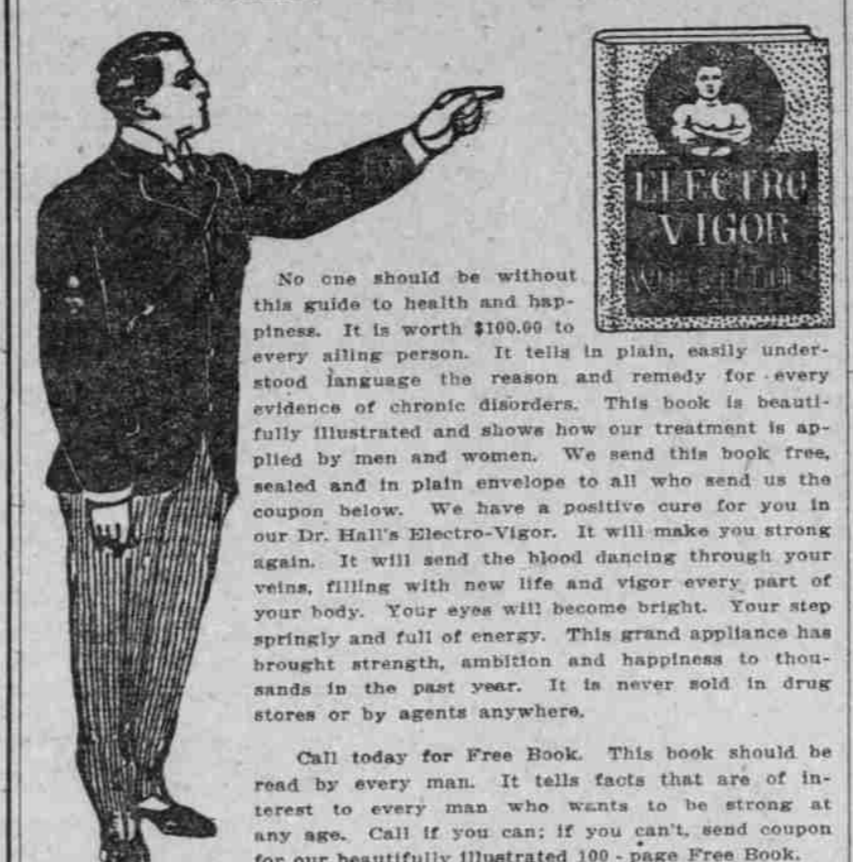 ELECTRO
VIGOR
No one should be without
this guide to health and hap-
piness. It is worth $100.00 to
every ailing person. It tells in plain, easily under-
stood language the reason and remedy for every
evidence of chronic disorders. This book is beauti-
fully illustrated and shows how our treatment is ap-
plied by men and women. We send this book free,
sealed and in plain envelope to all who send us the
coupon below. We have a positive cure for you in
our Dr. Hall's Electro-Vigor. It will make you strong
again. It will send the blood dancing through your
veins, filling with new life and vigor every part of
your body. Your eyes will become bright. Your step
springly and full of energy. This grand appliance has
brought strength, ambition and happiness to thou-
sands in the past year. It is never sold in drug
stores or by agents anywhere.
Call today for Free Book. This book should be
read by every man. It tells facts that are of in-
terest to every man who wants to be strong at
any age. Call if you can; if you can't, send coupon
for our beautifully illustrated 100 - page Free Book.